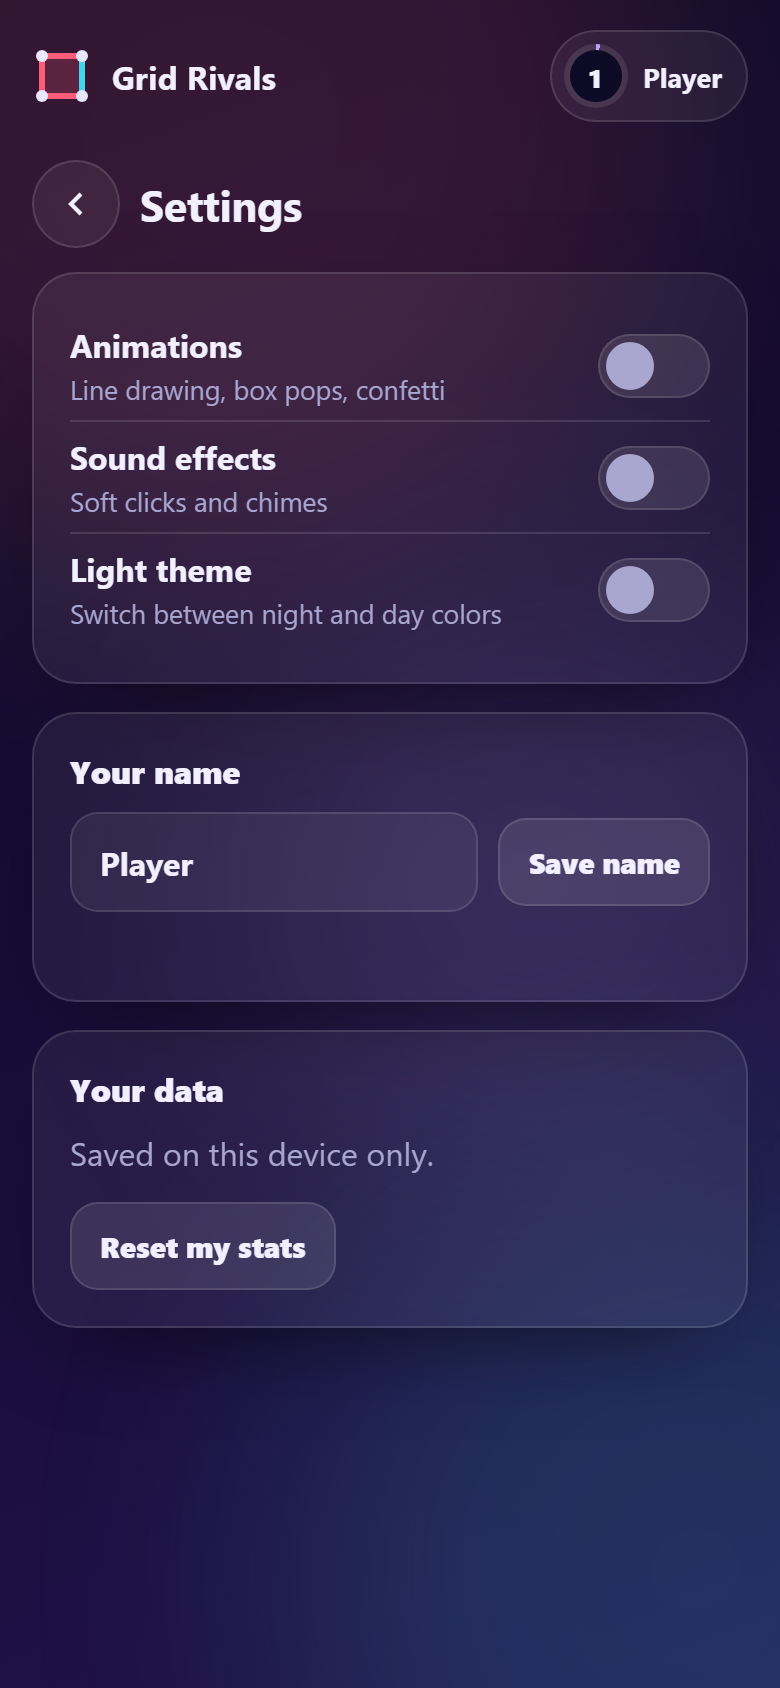 Grid Rivals
1 Player
Settings
Animations
Line drawing, box pops, confetti
Sound effects
Soft clicks and chimes
Light theme
Switch between night and day colors
Your name
Player
Save name
Your data
Saved on this device only.
Reset my stats